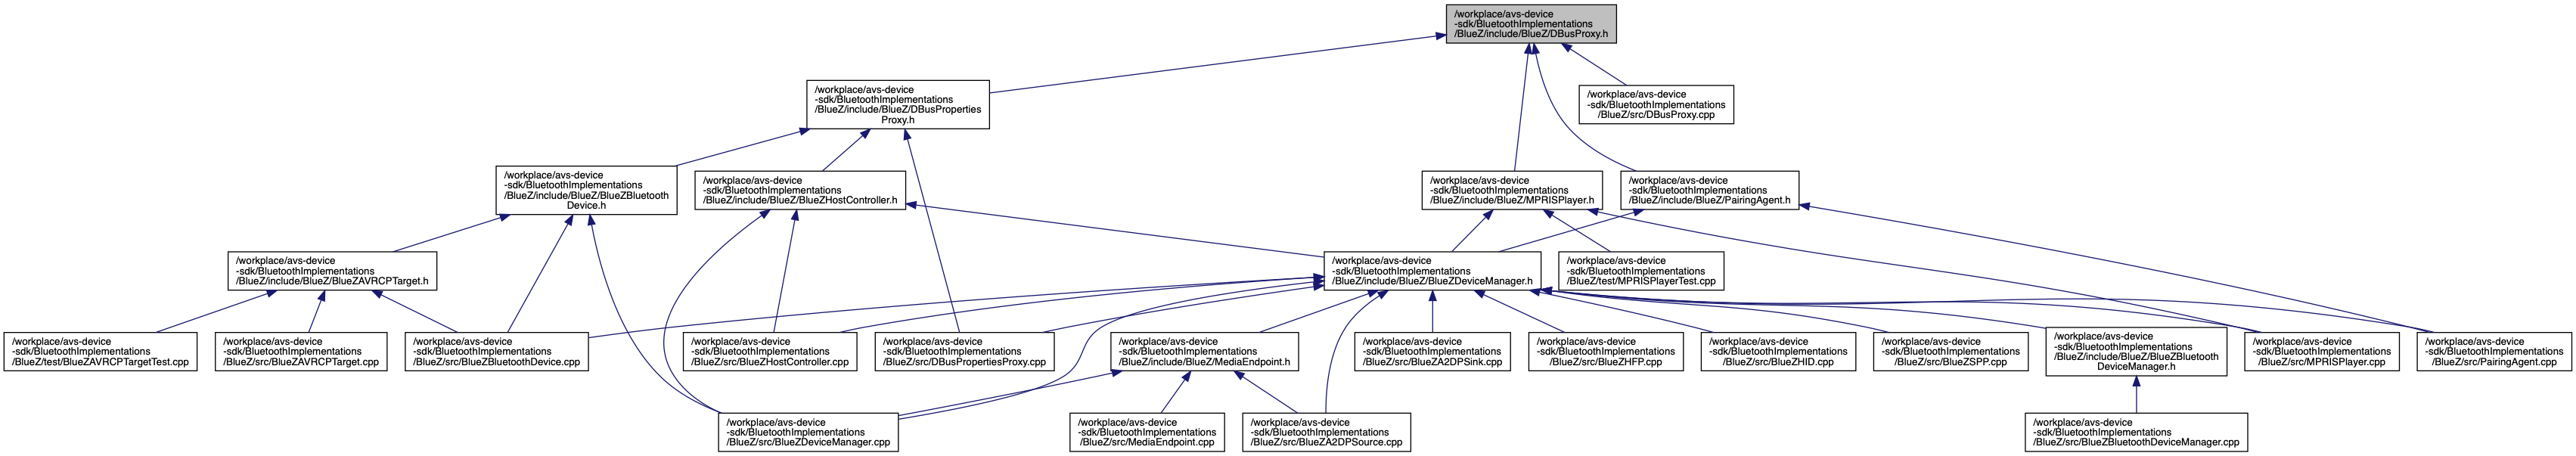 /workplace/avs-device
-sdk/BluetoothImplementations
/BlueZ/include/BlueZ/DBusProxy.h
/workplace/avs-device
-sdk/BluetoothImplementations
/BlueZ/include/BlueZ/DBusProperties
Proxy.h
/workplace/avs-device
-sdk/BluetoothImplementations
/BlueZ/src/DBusProxy.cpp
/workplace/avs-device
-sdk/BluetoothImplementations
/BlueZ/include/BlueZ/BlueZBluetooth
Device.h
/workplace/avs-device
-sdk/BluetoothImplementations
/BlueZ/include/BlueZ/BlueZHostController.h
/workplace/avs-device
-sdk/BluetoothImplementations
/BlueZ/include/BlueZ/MPRISPlayer.h
/workplace/avs-device
-sdk/BluetoothImplementations
/BlueZ/include/BlueZ/PairingAgent.h
/workplace/avs-device
-sdk/BluetoothImplementations
/BlueZ/include/BlueZ/BlueZAVRCPTarget.h
/workplace/avs-device
-sdk/BluetoothImplementations
/BlueZ/include/BlueZ/BlueZDeviceManager.h
/workplace/avs-device
-sdk/BluetoothImplementations
/BlueZ/test/MPRISPlayerTest.cpp
/workplace/avs-device
-sdk/BluetoothImplementations
/BlueZ/test/BlueZAVRCPTargetTest.cpp
/workplace/avs-device
-sdk/BluetoothImplementations
/BlueZ/src/BlueZAVRCPTarget.cpp
/workplace/avs-device
-sdk/BluetoothImplementations
/BlueZ/src/BlueZBluetoothDevice.cpp
/workplace/avs-device
-sdk/BluetoothImplementations
/BlueZ/src/BlueZHostController.cpp
/workplace/avs-device
-sdk/BluetoothImplementations
/BlueZ/src/DBusPropertiesProxy.cpp
/workplace/avs-device
-sdk/BluetoothImplementations
/BlueZ/include/BlueZ/MediaEndpoint.h
/workplace/avs-device
-sdk/BluetoothImplementations
/BlueZ/src/BlueZA2DPSink.cpp
/workplace/avs-device
-sdk/BluetoothImplementations
/BlueZ/src/BlueZHFP.cpp
/workplace/avs-device
-sdk/BluetoothImplementations
/BlueZ/src/BlueZHID.cpp
/workplace/avs-device
-sdk/BluetoothImplementations
/BlueZ/src/BlueZSPP.cpp
/workplace/avs-device
-sdk/BluetoothImplementations
/BlueZ/include/BlueZ/BlueZBluetooth
DeviceManager.h
/workplace/avs-device
-sdk/BluetoothImplementations
/BlueZ/src/MPRISPlayer.cpp
/workplace/avs-device
-sdk/BluetoothImplementations
/BlueZ/src/PairingAgent.cpp
/workplace/avs-device
-sdk/BluetoothImplementations
/BlueZ/src/BlueZDeviceManager.cpp
/workplace/avs-device
-sdk/BluetoothImplementations
/BlueZ/src/MediaEndpoint.cpp
/workplace/avs-device
-sdk/BluetoothImplementations
/BlueZ/src/BlueZA2DPSource.cpp
/workplace/avs-device
-sdk/BluetoothImplementations
/BlueZ/src/BlueZBluetoothDeviceManager.cpp